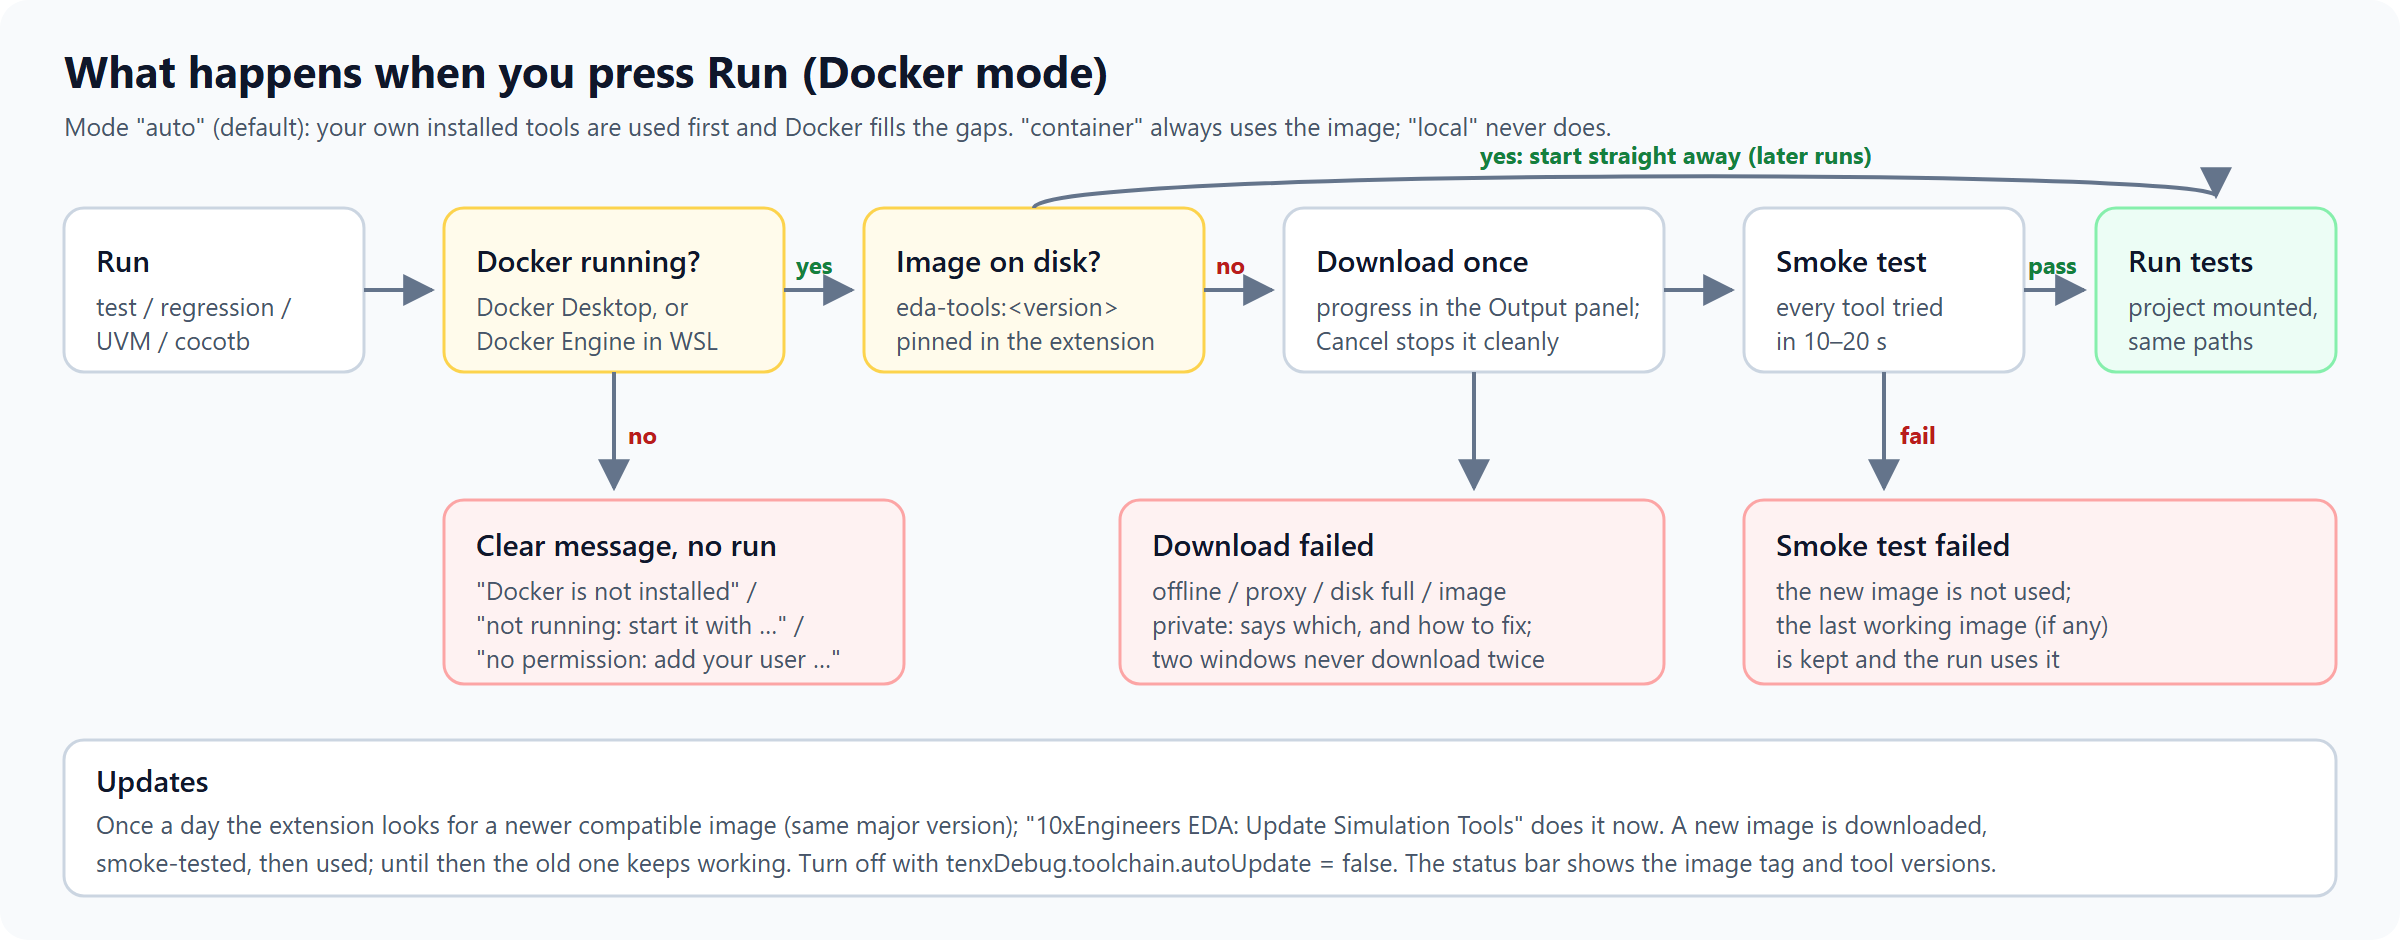 What happens when you press Run (Docker mode)
Mode "auto" (default): your own installed tools are used first and Docker fills the gaps. "container" always uses the image; "local" never does.
yes: start straight away (later runs)
Run
test / regression /
UVM / cocotb
Docker running?
Docker Desktop, or
Docker Engine in WSL
yes
Image on disk?
eda-tools:<version>
pinned in the extension
no
Download once
progress in the Output panel;
Cancel stops it cleanly
Smoke test
every tool tried
in 10–20 s
pass
Run tests
project mounted,
same paths
no
fail
Clear message, no run
"Docker is not installed" /
"not running: start it with ..." /
"no permission: add your user ..."
Download failed
offline / proxy / disk full / image
private: says which, and how to fix;
two windows never download twice
Smoke test failed
the new image is not used;
the last working image (if any)
is kept and the run uses it
Updates
Once a day the extension looks for a newer compatible image (same major version); "10xEngineers EDA: Update Simulation Tools" does it now. A new image is downloaded,
smoke-tested, then used; until then the old one keeps working. Turn off with tenxDebug.toolchain.autoUpdate = false. The status bar shows the image tag and tool versions.